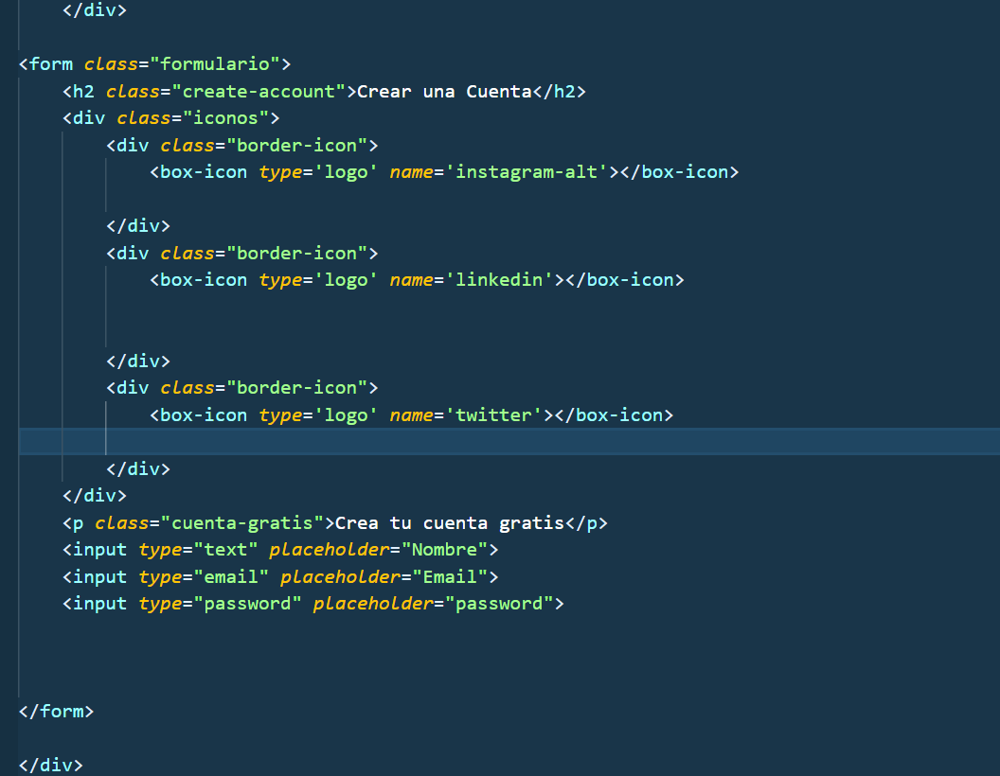 </div>
<form class="formulario">
<h2 class="create-account">Crear una Cuenta</h2>
<div class="iconos">
<div class="border-icon">
<box-icon type='logo' name='instagram-alt'></box-icon>
</div>
<div class="border-icon">
<box-icon type='logo' name='linkedin'></box-icon>
</div>
<div class="border-icon">
<box-icon type='logo' name='twitter'></box-icon>
</div>
</div>
<p class="cuenta-gratis">Crea tu cuenta gratis</p>
<input type="text" placeholder="Nombre">
<input type="email" placeholder="Email">
<input type="password" placeholder="password">
</form>
</div>